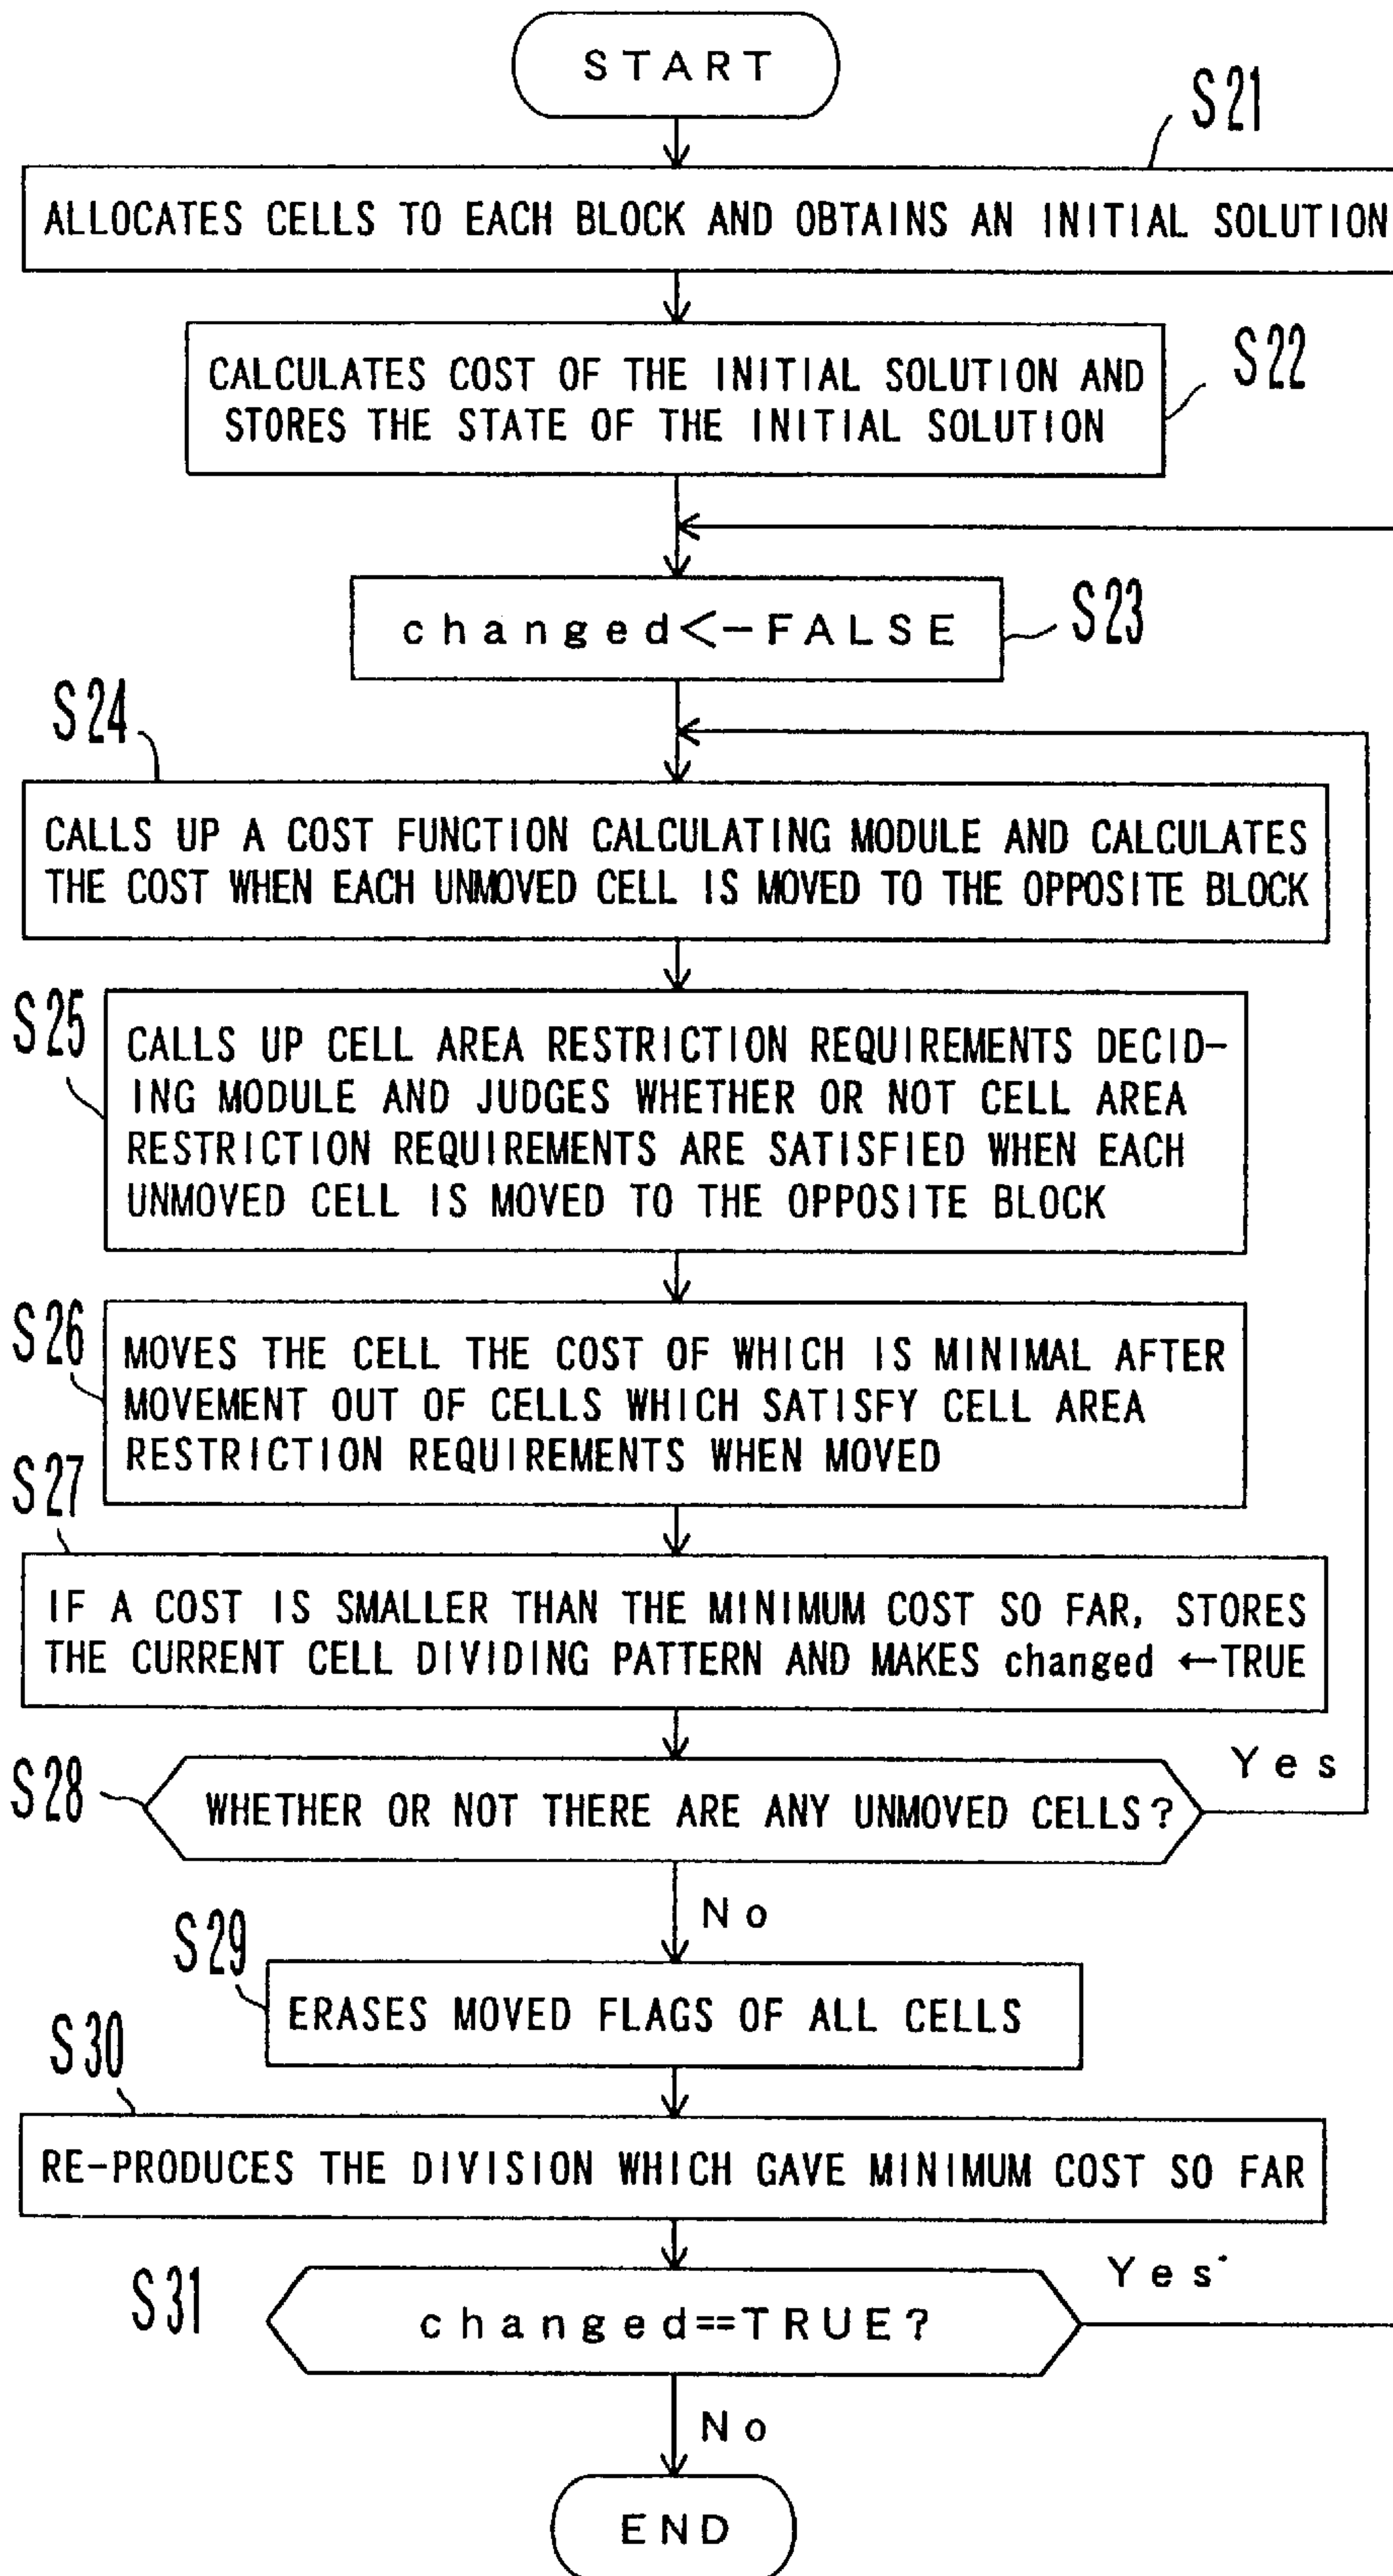 START
S21
ALLOCATES CELLS TO EACH BLOCK AND OBTAINS AN INITIAL SOLUTION
CALCULATES COST OF THE INITIAL SOLUTION AND
STORES THE STATE OF THE INITIAL SOLUTION
S22
changed<-FALSE
S23
S24
CALLS UP A COST FUNCTION CALCULATING MODULE AND CALCULATES
THE COST WHEN EACH UNMOVED CELL IS MOVED TO THE OPPOSITE BLOCK
S25
CALLS UP CELL AREA RESTRICTION REQUIREMENTS DECID-
ING MODULE AND JUDGES WHETHER OR NOT CELL AREA
RESTRICTION REQUIREMENTS ARE SATISFIED WHEN EACH
UNMOVED CELL IS MOVED TO THE OPPOSITE BLOCK
S26
MOVES THE CELL THE COST OF WHICH IS MINIMAL AFTER
MOVEMENT OUT OF CELLS WHICH SATISFY CELL AREA
RESTRICTION REQUIREMENTS WHEN MOVED
S27
IF A COST IS SMALLER THAN THE MINIMUM COST SO FAR, STORES
THE CURRENT CELL DIVIDING PATTERN AND MAKES changed ←TRUE
S28
WHETHER OR NOT THERE ARE ANY UNMOVED CELLS?
Yes
No
S29
ERASES MOVED FLAGS OF ALL CELLS
S30
RE-PRODUCES THE DIVISION WHICH GAVE MINIMUM COST SO FAR
S31
changed==TRUE?
Yes
No
END